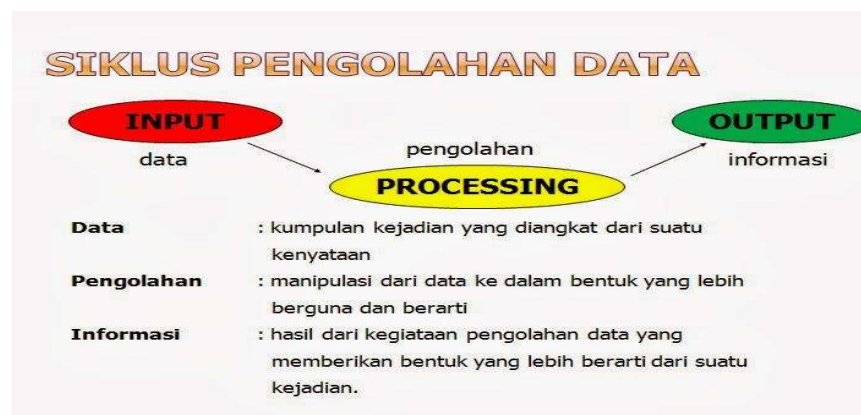 SIKLUS PENGOLAHAN DATA
INPUT
data
pengolahan
PROCESSING
OUTPUT
informasi
Data : kumpulan kejadian yang diangkat dari suatu
kenyataan
Pengolahan : manipulasi dari data ke dalam bentuk yang lebih
berguna dan berarti
Informasi : hasil dari kegiataan pengolahan data yang
memberikan bentuk yang lebih berarti dari suatu
kejadian.